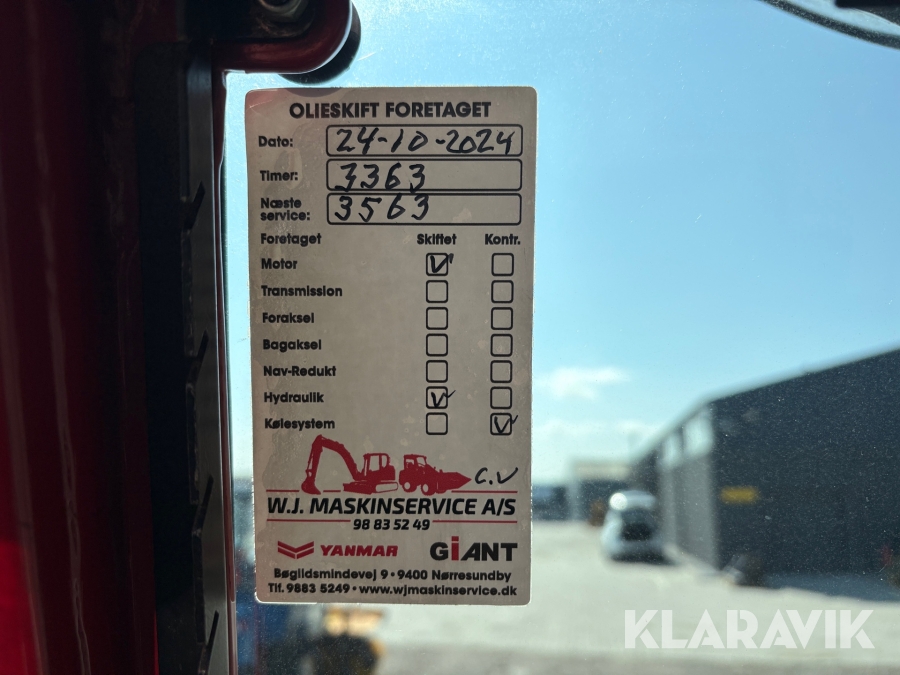 OLIESKIFT FORETAGET
Dato: 24-10-2024
Timer: 3363
Næste service: 3563
Foretaget Skiftet Kontr.
Motor
Transmission
Foraksel
Bagaksel
Nav-Redukt
Hydraulik
Kølesystem
C.V
W.J. MASKINSERVICE A/S
98 83 52 49
YANMAR GiANT
Bøgildsmindevej 9 • 9400 Nørresundby
Tlf. 9883 5249 • www.wjmaskinservice.dk
KLARAVIK